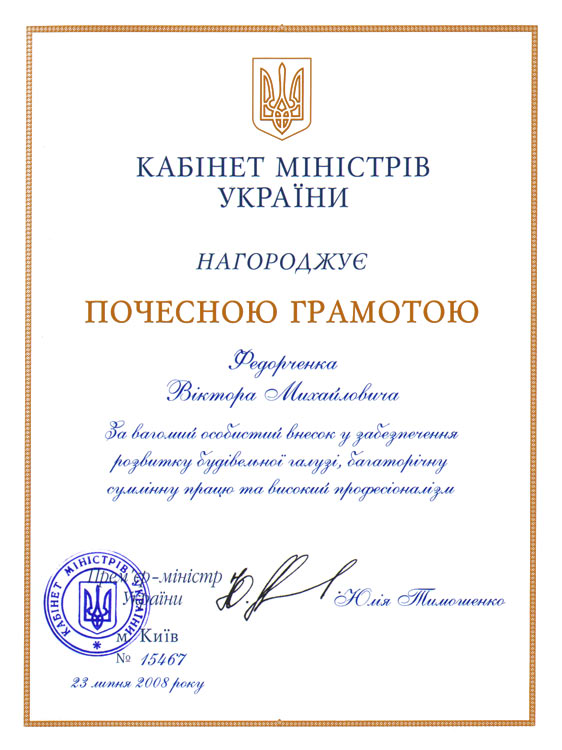 КАБІНЕТ МІНІСТРІВ
УКРАЇНИ
НАГОРОДЖУЄ
ПОЧЕСНОЮ ГРАМОТОЮ
Федорченка
Віктора Михайловича
За вагомий особистий внесок у забезпечення
розвитку будівельної галузі, багаторічну
сумлінну працю та високий професіоналізм
Прем'єр-міністр
України
Юлія Тимошенко
КАБІНЕТ МІНІСТРІВ УКРАЇНИ
м. Київ
№ 15467
23 липня 2008 року